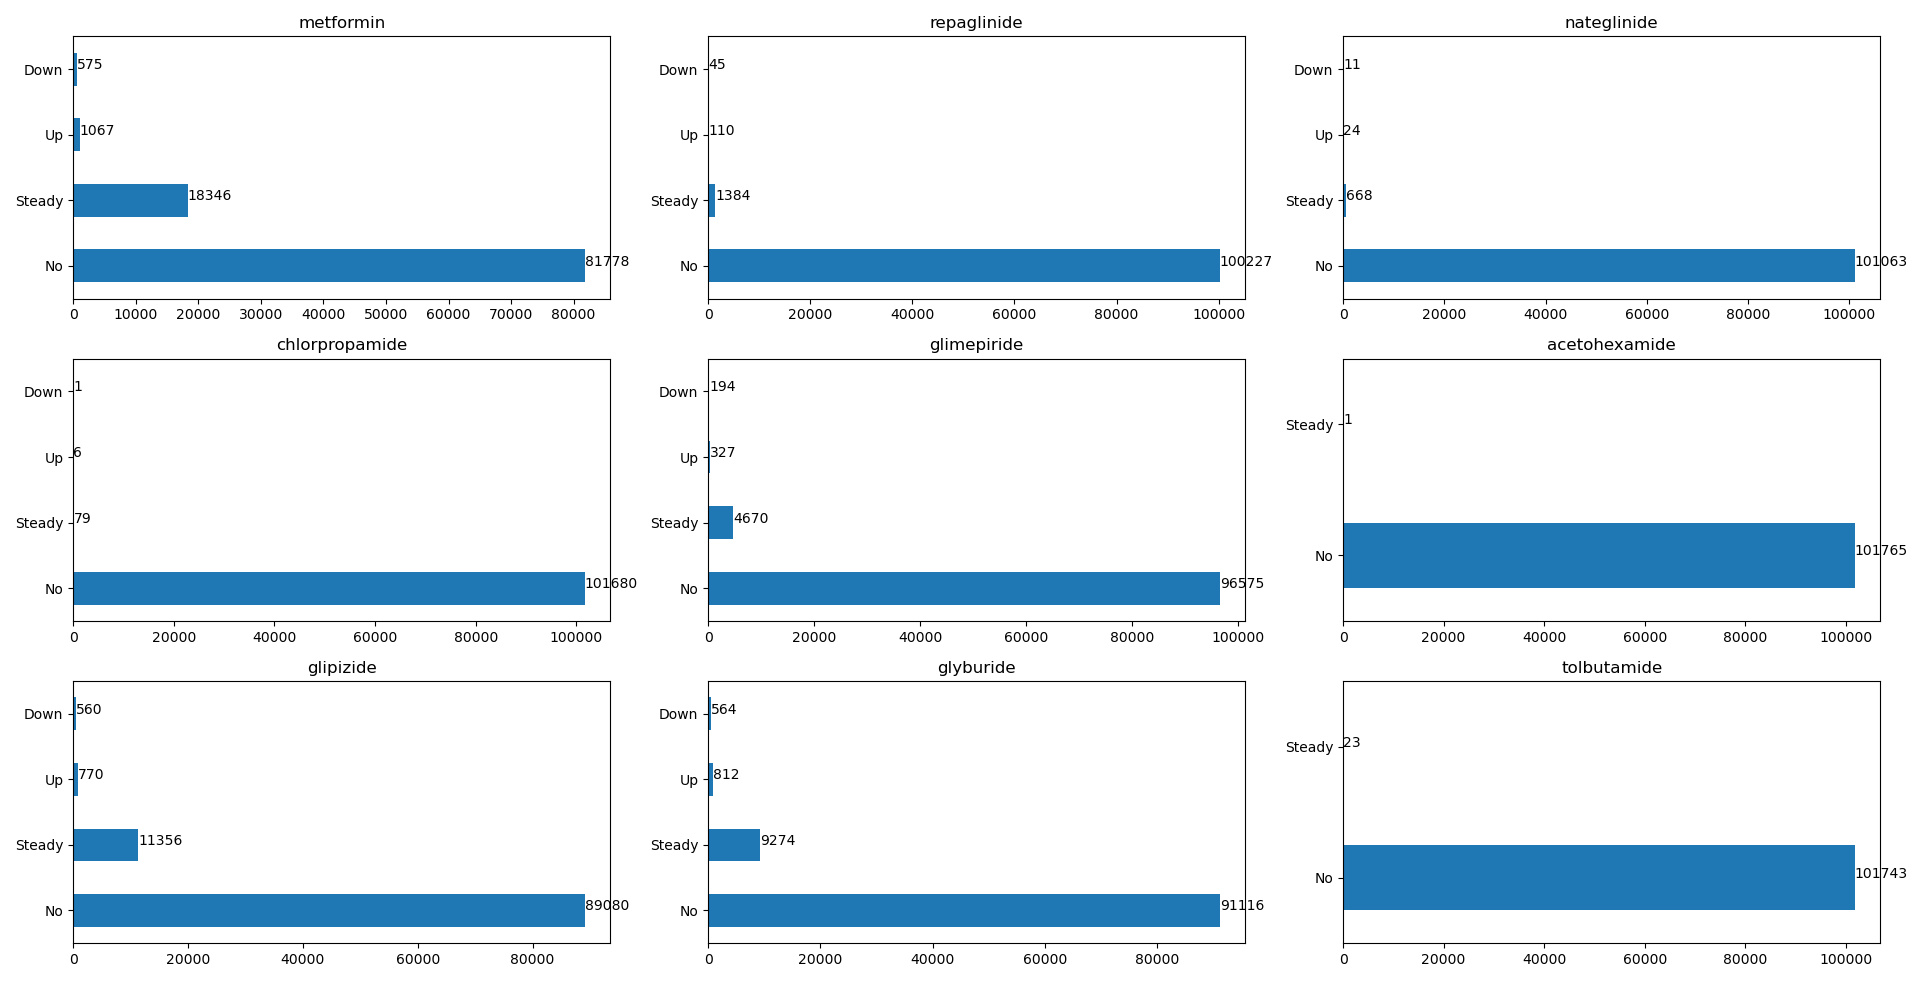 metformin
Down
575
Up
1067
Steady
18346
No
81778
0 10000 20000 30000 40000 50000 60000 70000 80000
repaglinide
Down
45
Up
110
Steady
1384
No
100227
0 20000 40000 60000 80000 100000
nateglinide
Down
11
Up
24
Steady
668
No
101063
0 20000 40000 60000 80000 100000
chlorpropamide
Down
1
Up
6
Steady
79
No
101680
0 20000 40000 60000 80000 100000
glimepiride
Down
194
Up
327
Steady
4670
No
96575
0 20000 40000 60000 80000 100000
acetohexamide
Steady
1
No
101765
0 20000 40000 60000 80000 100000
glipizide
Down
560
Up
770
Steady
11356
No
89080
0 20000 40000 60000 80000
glyburide
Down
564
Up
812
Steady
9274
No
91116
0 20000 40000 60000 80000
tolbutamide
Steady
23
No
101743
0 20000 40000 60000 80000 100000